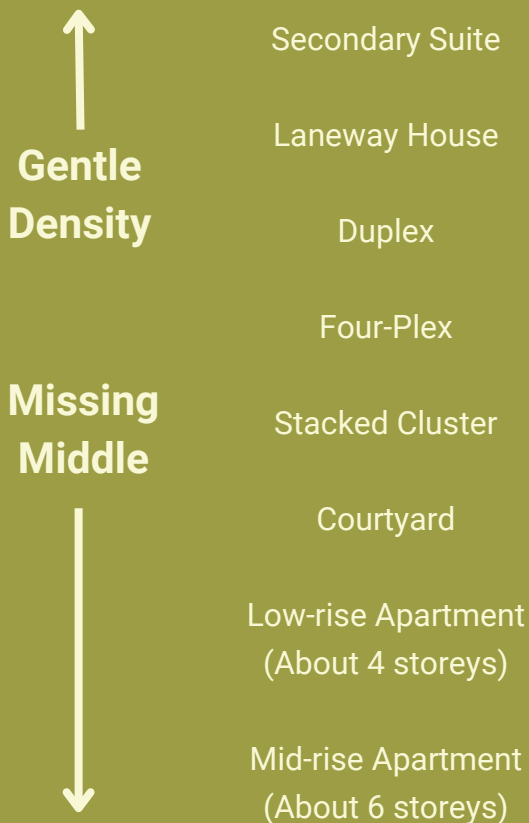 Gentle
Density
Missing
Middle
Secondary Suite
Laneway House
Duplex
Four-Plex
Stacked Cluster
Courtyard
Low-rise Apartment
(About 4 storeys)
Mid-rise Apartment
(About 6 storeys)